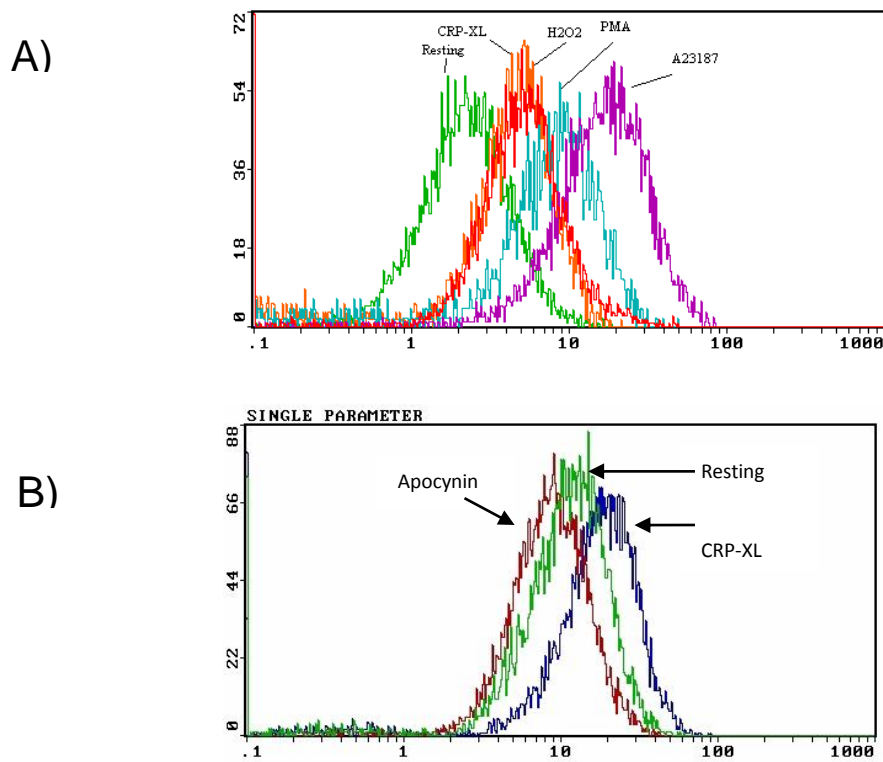 A)
72
54
36
18
0
CRP-XL
Resting
H2O2
PMA
A23187
.1 1 10 100 1000
B)
SINGLE PARAMETER
88
66
44
22
0
Apocynin
Resting
CRP-XL
.1 1 10 100 1000